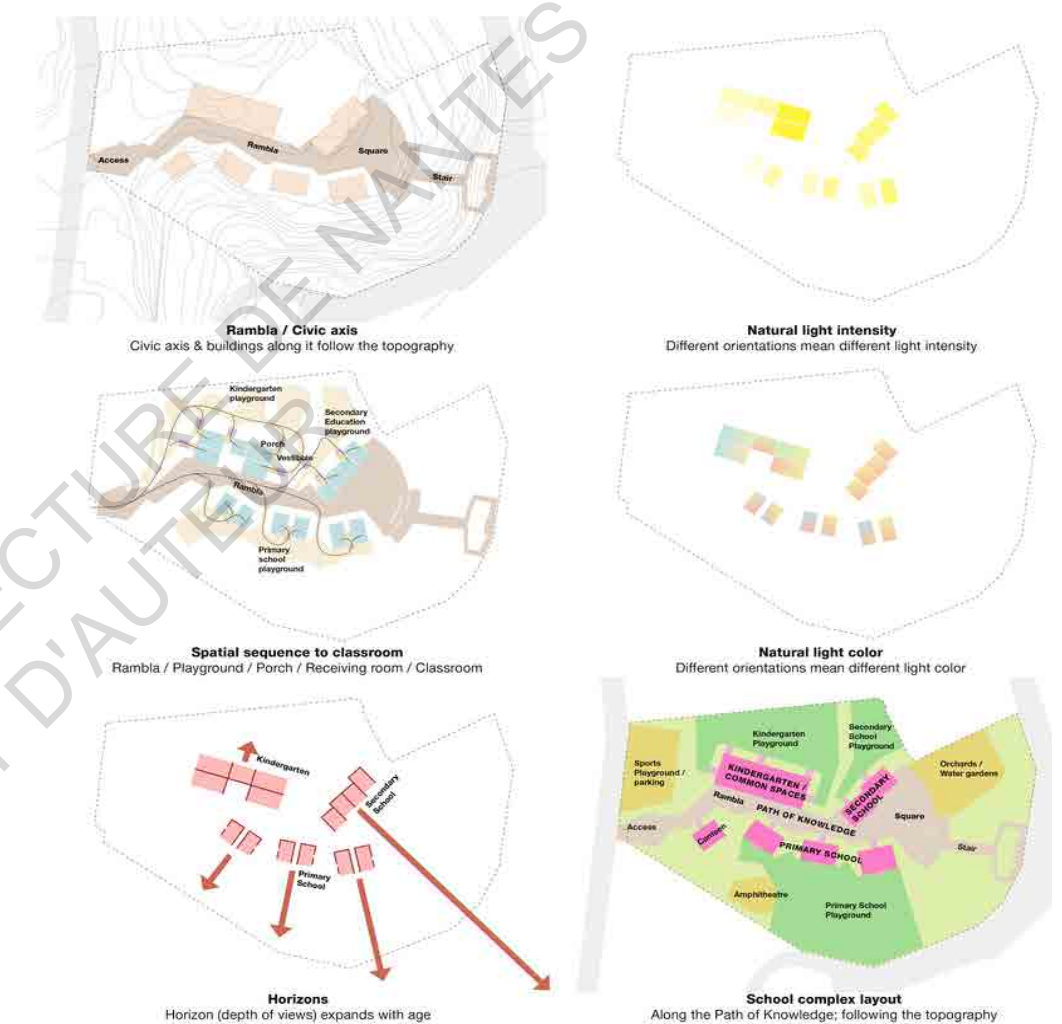 Access
Rambla
Square
Stair
Rambla / Civic axis
Civic axis & buildings along it follow the topography
Natural light intensity
Different orientations mean different light intensity
Kindergarten
playground
Secondary
Education
playground
Porch
Vestibule
Rambla
Primary
school
playground
Spatial sequence to classroom
Rambla / Playground / Porch / Receiving room / Classroom
Natural light color
Different orientations mean different light color
Kindergarten
Secondary
School
Primary
School
Horizons
Horizon (depth of views) expands with age
Kindergarten
Playground
Secondary
School
Playground
Sports
Playground /
parking
Orchards /
Water gardens
KINDERGARTEN /
COMMON SPACES
SECONDARY
SCHOOL
Rambla
PATH OF KNOWLEDGE
Square
Access
Canteen
PRIMARY SCHOOL
Stair
Amphitheatre
Primary School
Playground
School complex layout
Along the Path of Knowledge; following the topography
ECTURE DE NANTES
D'AUTEUR